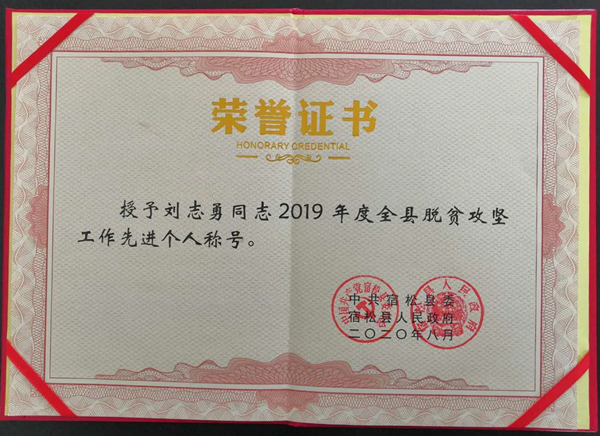 荣誉证书
HONORARY CREDENTIAL
授予刘志勇同志2019年度全县脱贫攻坚
工作先进个人称号。
中共宿松县委
宿松县人民政府
二〇二〇年八月